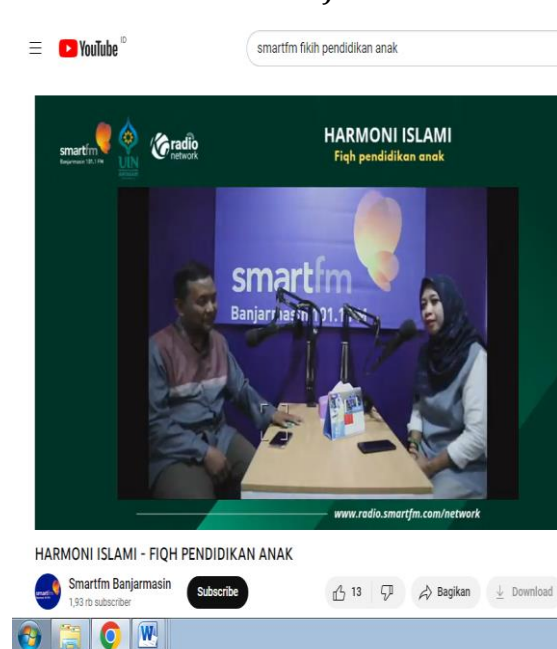 YouTube ID
smartfm fikih pendidikan anak
smartfm
Banjarmasin 101.1 FM
UIN
radio
network
HARMONI ISLAMI
Fiqh pendidikan anak
smartfm
Banjarmasin 101.1 FM
www.radio.smartfm.com/network
HARMONI ISLAMI - FIQH PENDIDIKAN ANAK
smartfm
Smartfm Banjarmasin
1,93 rb subscriber
Subscribe
13
Bagikan
Download
W